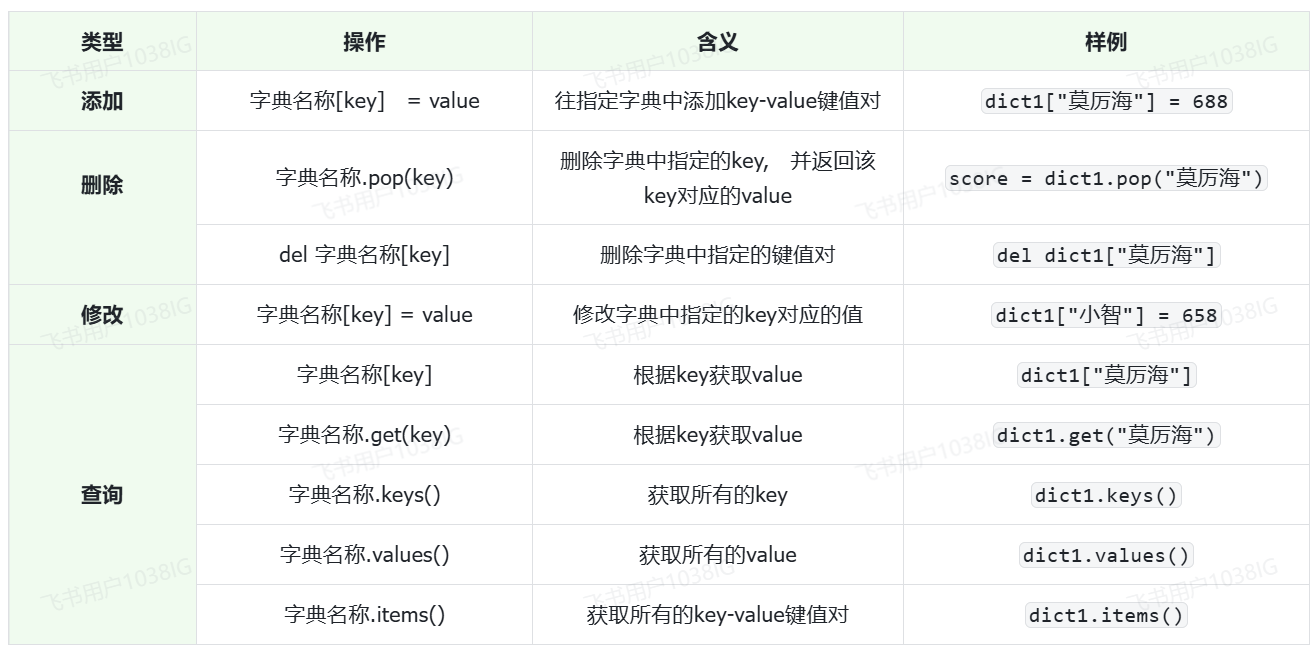 类型 操作 含义 样例
添加 字典名称[key] = value 往指定字典中添加key-value键值对 dict1["莫厉海"] = 688
删除 字典名称.pop(key) 删除字典中指定的key, 并返回该
key对应的value score = dict1.pop("莫厉海")
del 字典名称[key] 删除字典中指定的键值对 del dict1["莫厉海"]
修改 字典名称[key] = value 修改字典中指定的key对应的值 dict1["小智"] = 658
查询 字典名称[key] 根据key获取value dict1["莫厉海"]
字典名称.get(key) 根据key获取value dict1.get("莫厉海")
字典名称.keys() 获取所有的key dict1.keys()
字典名称.values() 获取所有的value dict1.values()
字典名称.items() 获取所有的key-value键值对 dict1.items()
飞书用户1038IG